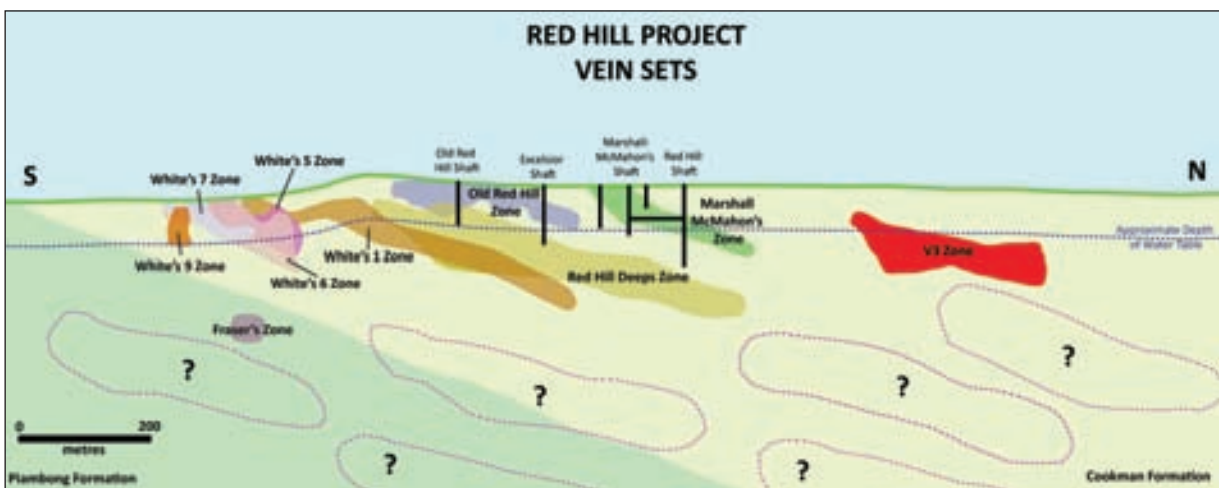 RED HILL PROJECT
VEIN SETS
S
N
Old Red
Hill Shaft
Excelsior
Shaft
Marshall-
McMahon's
Shaft
Red Hill
Shaft
White's 5 Zone
White's 7 Zone
Old Red Hill
Zone
Marshall
McMahon's
Zone
Approximate Depth
of Water Table
White's 9 Zone
White's 1 Zone
White's 6 Zone
Red Hill Deeps Zone
V3 Zone
Fraser's Zone
?
?
?
?
?
?
0
200
metres
Piambong Formation
Cookman Formation